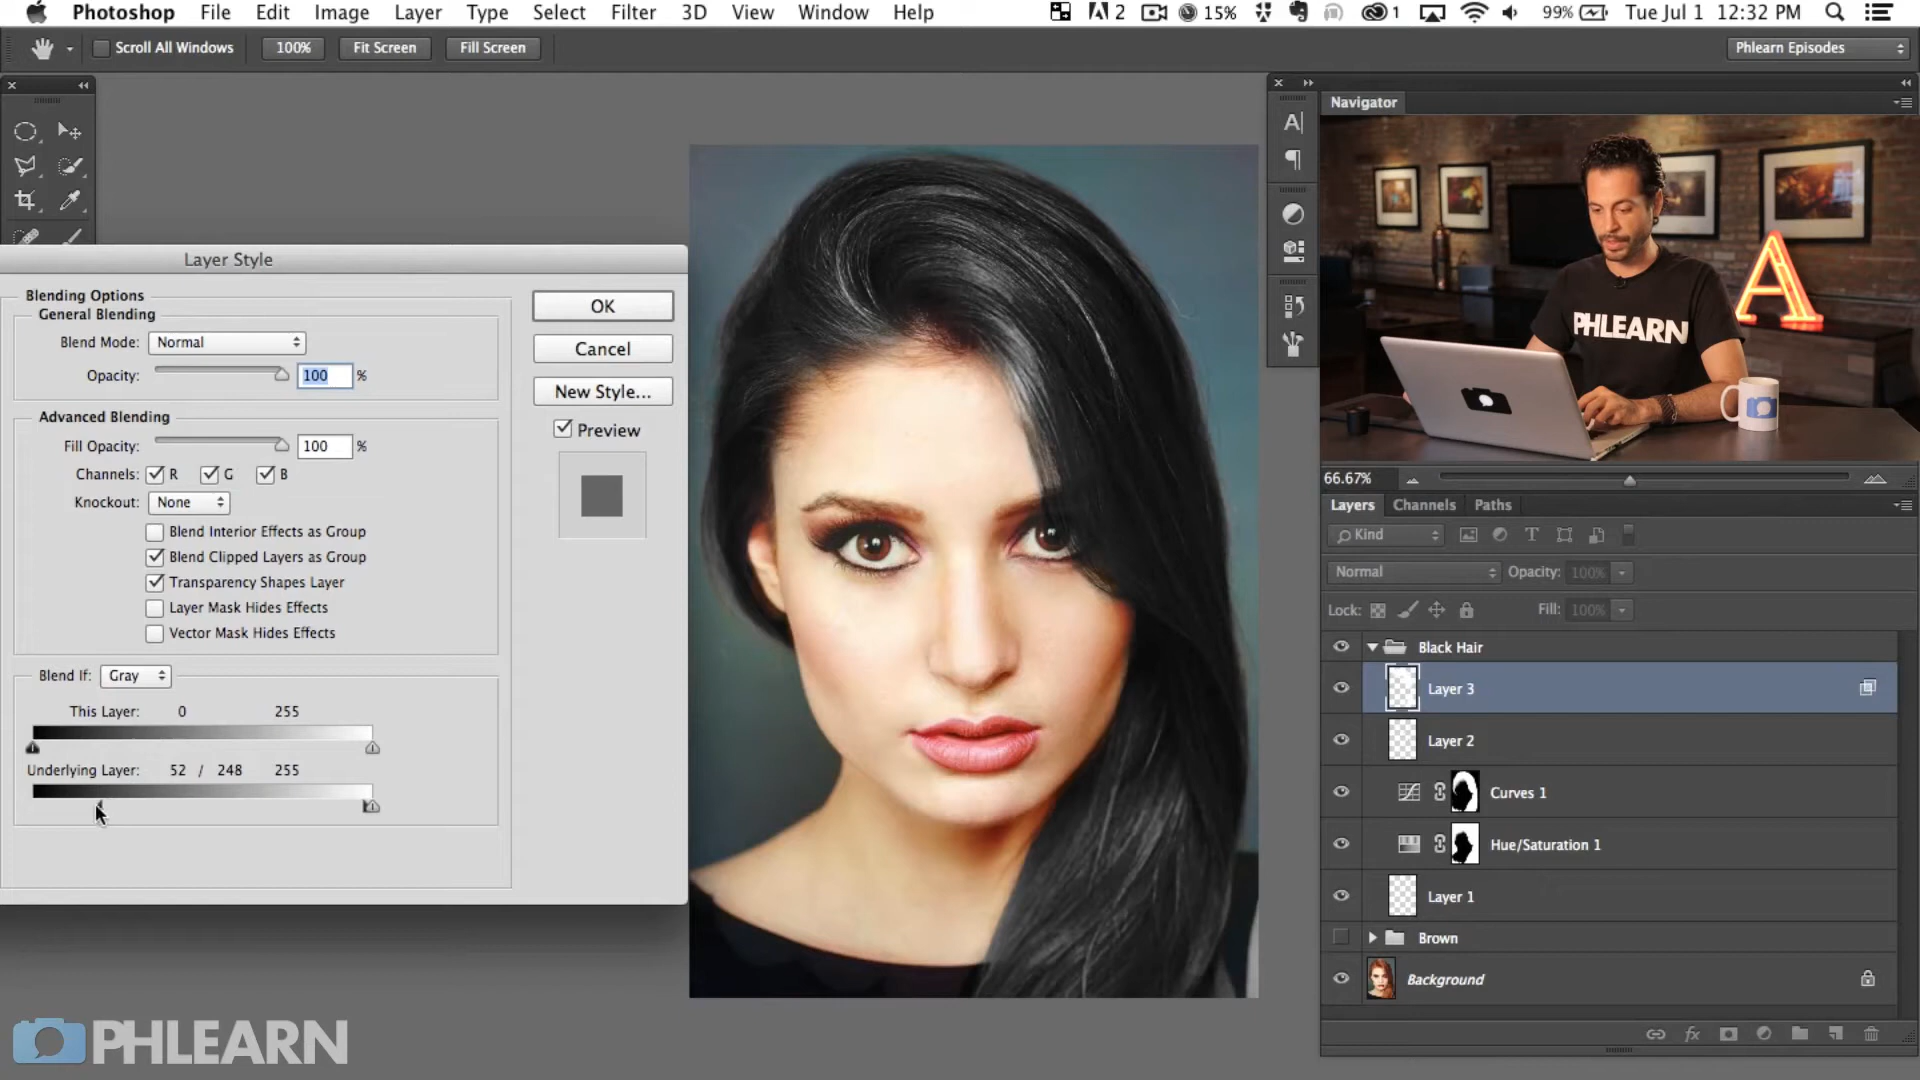 Photoshop File Edit Image Layer Type Select Filter 3D View Window Help 2 15% 1 99% Tue Jul 1 12:32 PM
Scroll All Windows 100% Fit Screen Fill Screen Phlearn Episodes
Navigator
A
PHLEARN
66.67%
Layers Channels Paths
Kind
Normal Opacity: 100%
Lock: Fill: 100%
Black Hair
Layer 3
Layer 2
Curves 1
Hue/Saturation 1
Layer 1
Brown
Background
Layer Style
Blending Options
General Blending
Blend Mode: Normal
Opacity: 100 %
Advanced Blending
Fill Opacity: 100 %
Channels: R G B
Knockout: None
Blend Interior Effects as Group
Blend Clipped Layers as Group
Transparency Shapes Layer
Layer Mask Hides Effects
Vector Mask Hides Effects
Blend If: Gray
This Layer: 0 255
Underlying Layer: 52 / 248 255
OK
Cancel
New Style...
Preview
PHLEARN